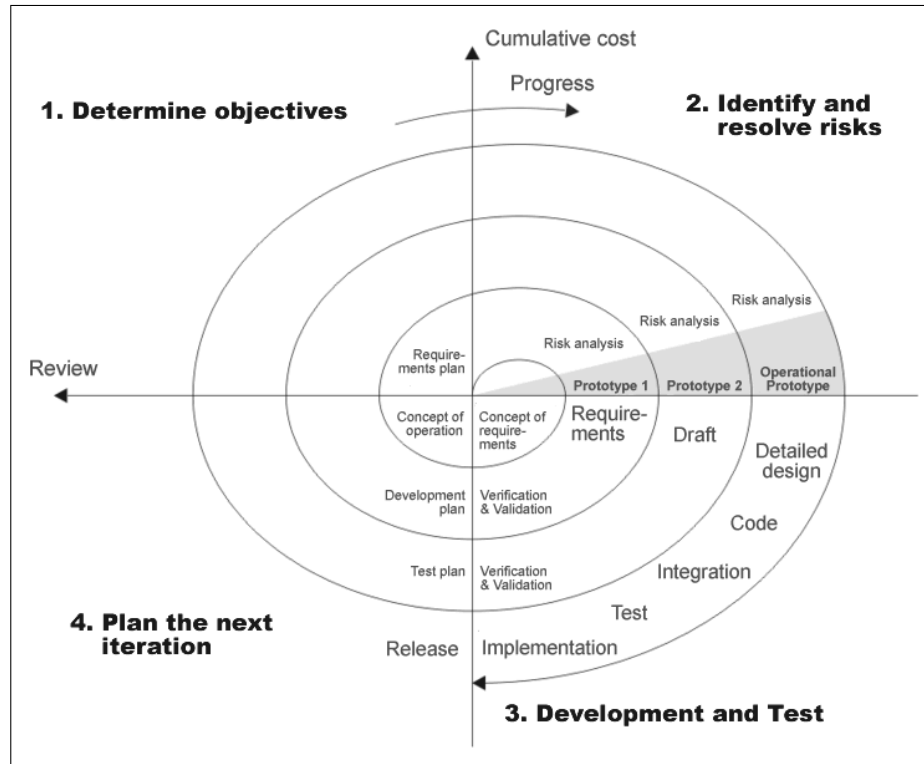 Cumulative cost
Progress
1. Determine objectives
2. Identify and
resolve risks
Risk analysis
Risk analysis
Risk analysis
Require-
ments plan
Review
Prototype 1
Prototype 2
Operational
Prototype
Concept of
operation
Concept of
require-
ments
Require-
ments
Draft
Detailed
design
Development
plan
Verification
& Validation
Code
Test plan
Verification
& Validation
Integration
Test
4. Plan the next
iteration
Release
Implementation
3. Development and Test